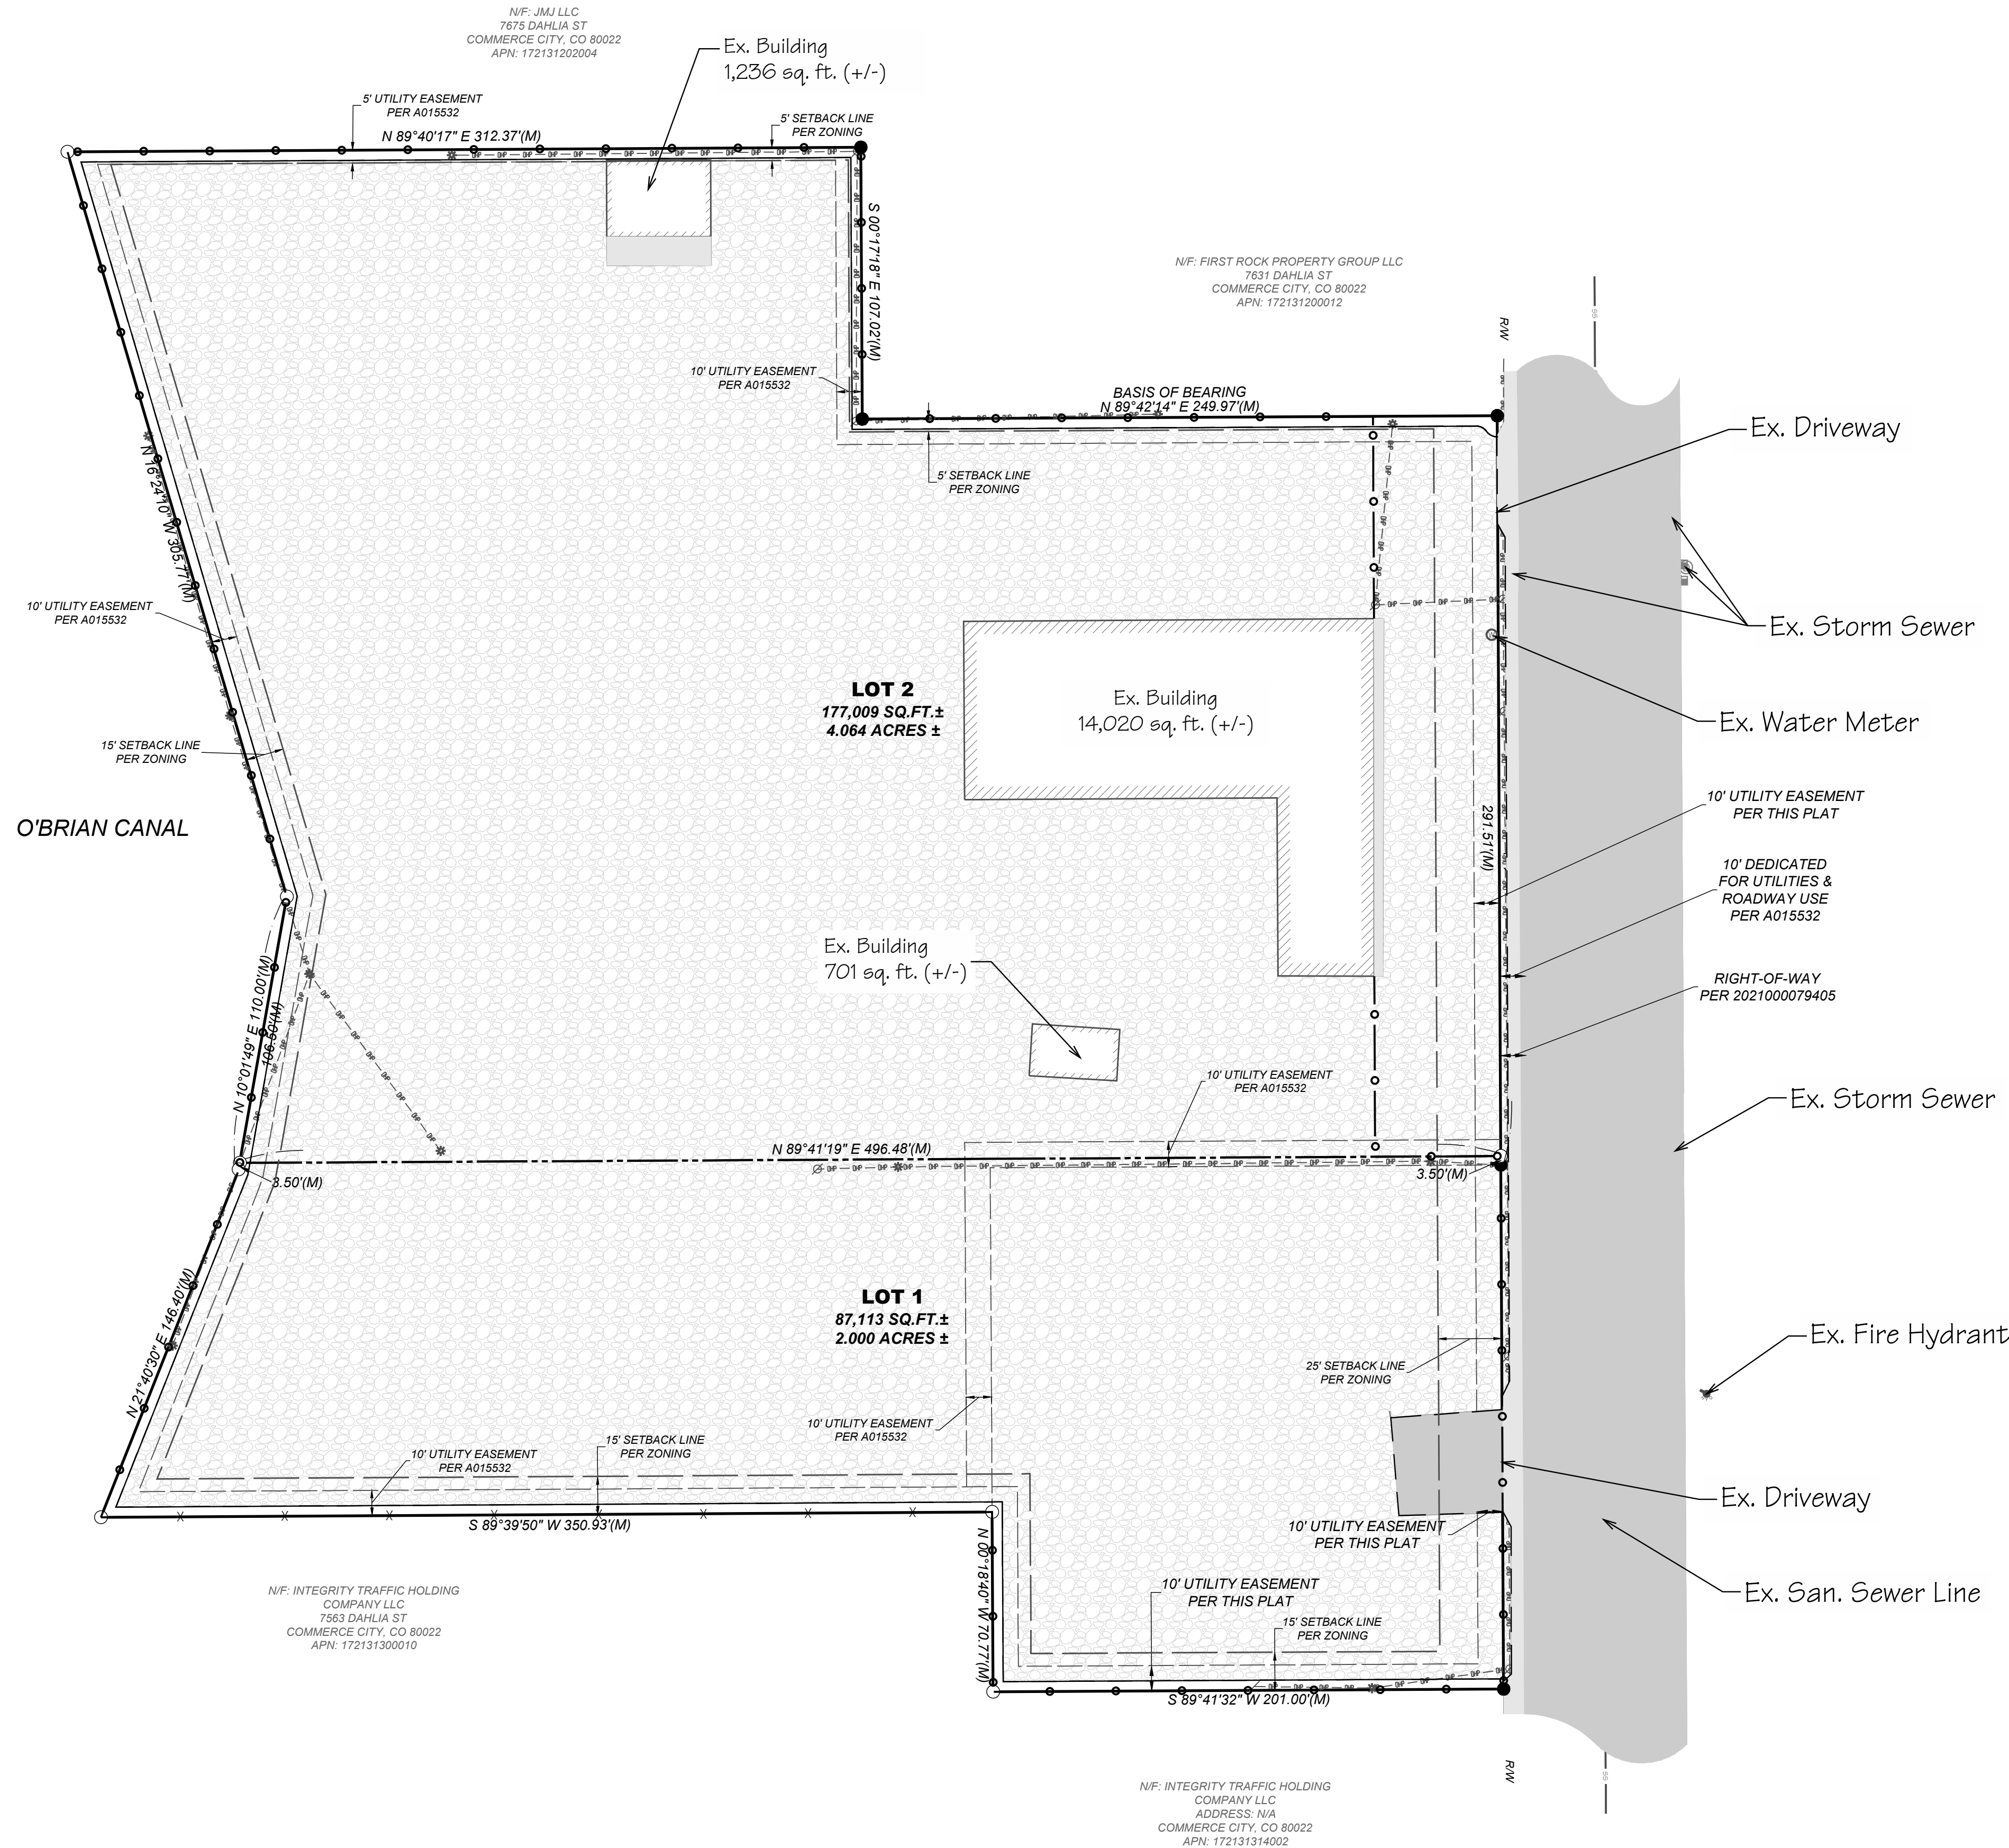 N/F: JMJ LLC
7675 DAHLIA ST
COMMERCE CITY, CO 80022
APN: 172131202004
Ex. Building
1,236 sq. ft. (+/-)
5' UTILITY EASEMENT
PER A015532
N 89°40'17" E 312.37'(M)
5' SETBACK LINE
PER ZONING
S 00°17'18" E 107.02'(M)
N/F: FIRST ROCK PROPERTY GROUP LLC
7631 DAHLIA ST
COMMERCE CITY, CO 80022
APN: 172131200012
R/W
10' UTILITY EASEMENT
PER A015532
BASIS OF BEARING
N 89°42'14" E 249.97'(M)
Ex. Driveway
5' SETBACK LINE
PER ZONING
N 16°24'10" W 305.77'(M)
10' UTILITY EASEMENT
PER A015532
Ex. Storm Sewer
LOT 2
177,009 SQ.FT.±
4.064 ACRES ±
Ex. Building
14,020 sq. ft. (+/-)
Ex. Water Meter
15' SETBACK LINE
PER ZONING
O'BRIAN CANAL
291.51'(M)
10' UTILITY EASEMENT
PER THIS PLAT
10' DEDICATED
FOR UTILITIES &
ROADWAY USE
PER A015532
Ex. Building
701 sq. ft. (+/-)
RIGHT-OF-WAY
PER 2021000079405
N 10°01'49" E 110.00'(M)
106.50'(M)
10' UTILITY EASEMENT
PER A015532
Ex. Storm Sewer
N 89°41'19" E 496.48'(M)
3.50'(M)
3.50'(M)
LOT 1
87,113 SQ.FT.±
2.000 ACRES ±
N 21°40'30" E 146.40'(M)
Ex. Fire Hydrant
25' SETBACK LINE
PER ZONING
10' UTILITY EASEMENT
PER A015532
15' SETBACK LINE
PER ZONING
10' UTILITY EASEMENT
PER A015532
Ex. Driveway
S 89°39'50" W 350.93'(M)
10' UTILITY EASEMENT
PER THIS PLAT
N 00°18'40" W 70.77'(M)
10' UTILITY EASEMENT
PER THIS PLAT
Ex. San. Sewer Line
15' SETBACK LINE
PER ZONING
N/F: INTEGRITY TRAFFIC HOLDING
COMPANY LLC
7563 DAHLIA ST
COMMERCE CITY, CO 80022
APN: 172131300010
S 89°41'32" W 201.00'(M)
R/W
N/F: INTEGRITY TRAFFIC HOLDING
COMPANY LLC
ADDRESS: N/A
COMMERCE CITY, CO 80022
APN: 172131314002